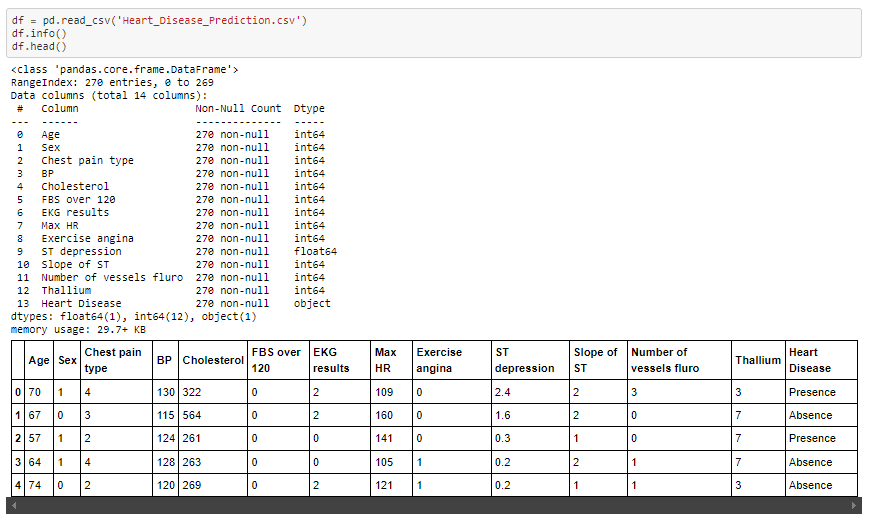 df = pd.read_csv('Heart_Disease_Prediction.csv')
df.info()
df.head()
<class 'pandas.core.frame.DataFrame'>
RangeIndex: 270 entries, 0 to 269
Data columns (total 14 columns):
 #   Column                   Non-Null Count  Dtype
---  ------                   --------------  -----
 0   Age                      270 non-null    int64
 1   Sex                      270 non-null    int64
 2   Chest pain type          270 non-null    int64
 3   BP                       270 non-null    int64
 4   Cholesterol              270 non-null    int64
 5   FBS over 120             270 non-null    int64
 6   EKG results              270 non-null    int64
 7   Max HR                   270 non-null    int64
 8   Exercise angina          270 non-null    int64
 9   ST depression            270 non-null    float64
 10  Slope of ST              270 non-null    int64
 11  Number of vessels fluro  270 non-null    int64
 12  Thallium                 270 non-null    int64
 13  Heart Disease            270 non-null    object
dtypes: float64(1), int64(12), object(1)
memory usage: 29.7+ KB
Age Sex Chest pain type BP Cholesterol FBS over 120 EKG results Max HR Exercise angina ST depression Slope of ST Number of vessels fluro Thallium Heart Disease
0 70 1 4 130 322 0 2 109 0 2.4 2 3 3 Presence
1 67 0 3 115 564 0 2 160 0 1.6 2 0 7 Absence
2 57 1 2 124 261 0 0 141 0 0.3 1 0 7 Presence
3 64 1 4 128 263 0 0 105 1 0.2 2 1 7 Absence
4 74 0 2 120 269 0 2 121 1 0.2 1 1 3 Absence